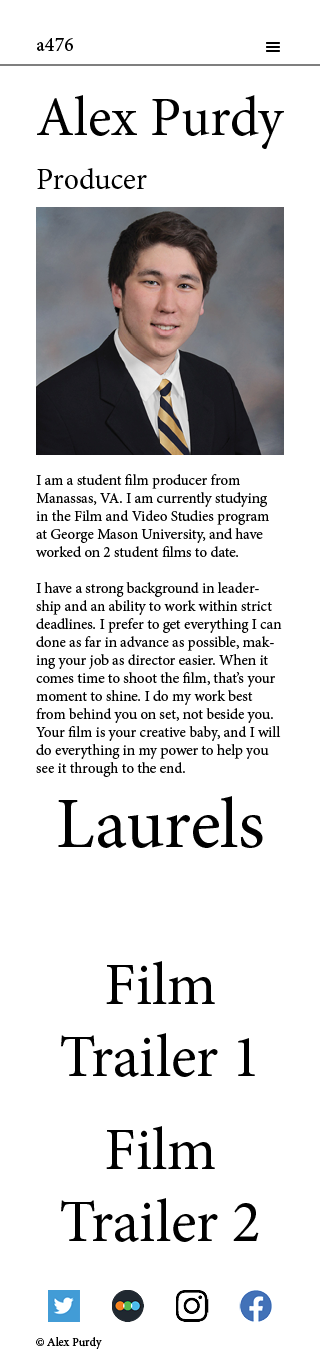 a476
Alex Purdy
Producer
I am a student film producer from
Manassas, VA. I am currently studying
in the Film and Video Studies program
at George Mason University, and have
worked on 2 student films to date.
I have a strong background in leader-
ship and an ability to work within strict
deadlines. I prefer to get everything I can
done as far in advance as possible, mak-
ing your job as director easier. When it
comes time to shoot the film, that's your
moment to shine. I do my work best
from behind you on set, not beside you.
Your film is your creative baby, and I will
do everything in my power to help you
see it through to the end.
Laurels
Film
Trailer 1
Film
Trailer 2
© Alex Purdy